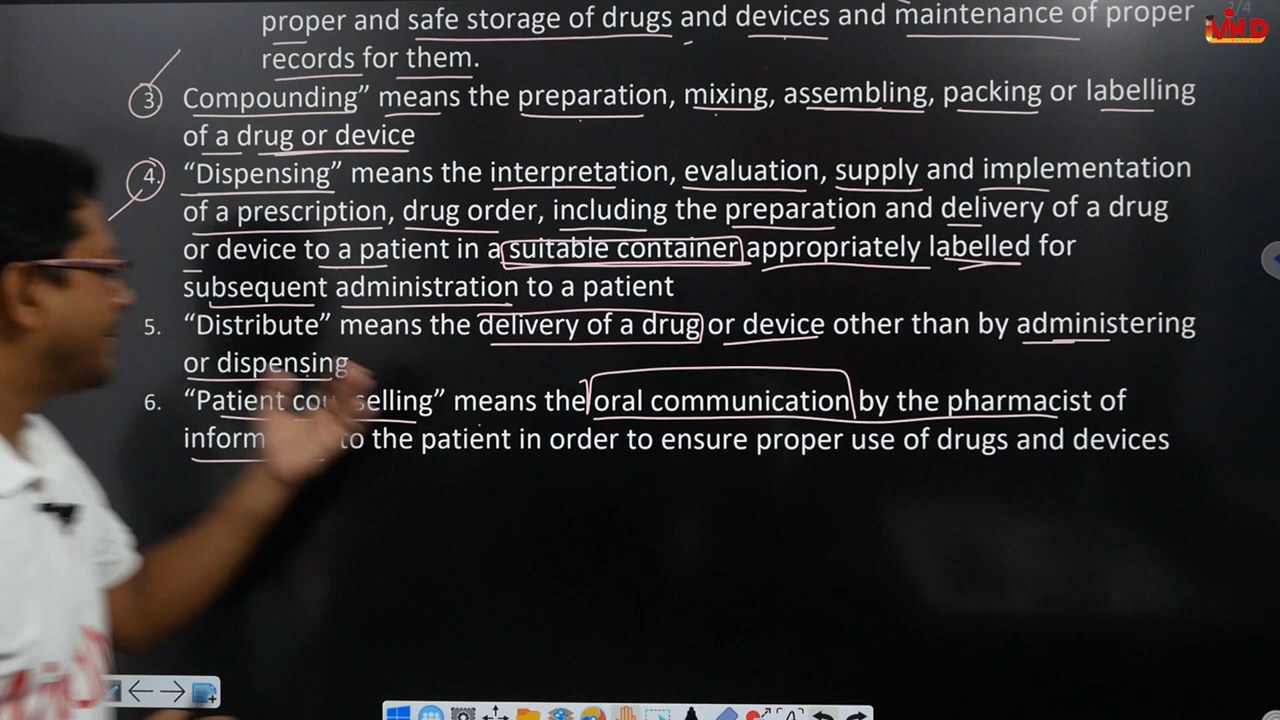 proper and safe storage of drugs and devices and maintenance of proper
records for them.
3. Compounding” means the preparation, mixing, assembling, packing or labelling
of a drug or device
4. “Dispensing” means the interpretation, evaluation, supply and implementation
of a prescription, drug order, including the preparation and delivery of a drug
or device to a patient in a suitable container appropriately labelled for
subsequent administration to a patient
5. “Distribute” means the delivery of a drug or device other than by administering
or dispensing
6. “Patient counselling” means the oral communication by the pharmacist of
to the patient in order to ensure proper use of drugs and devices